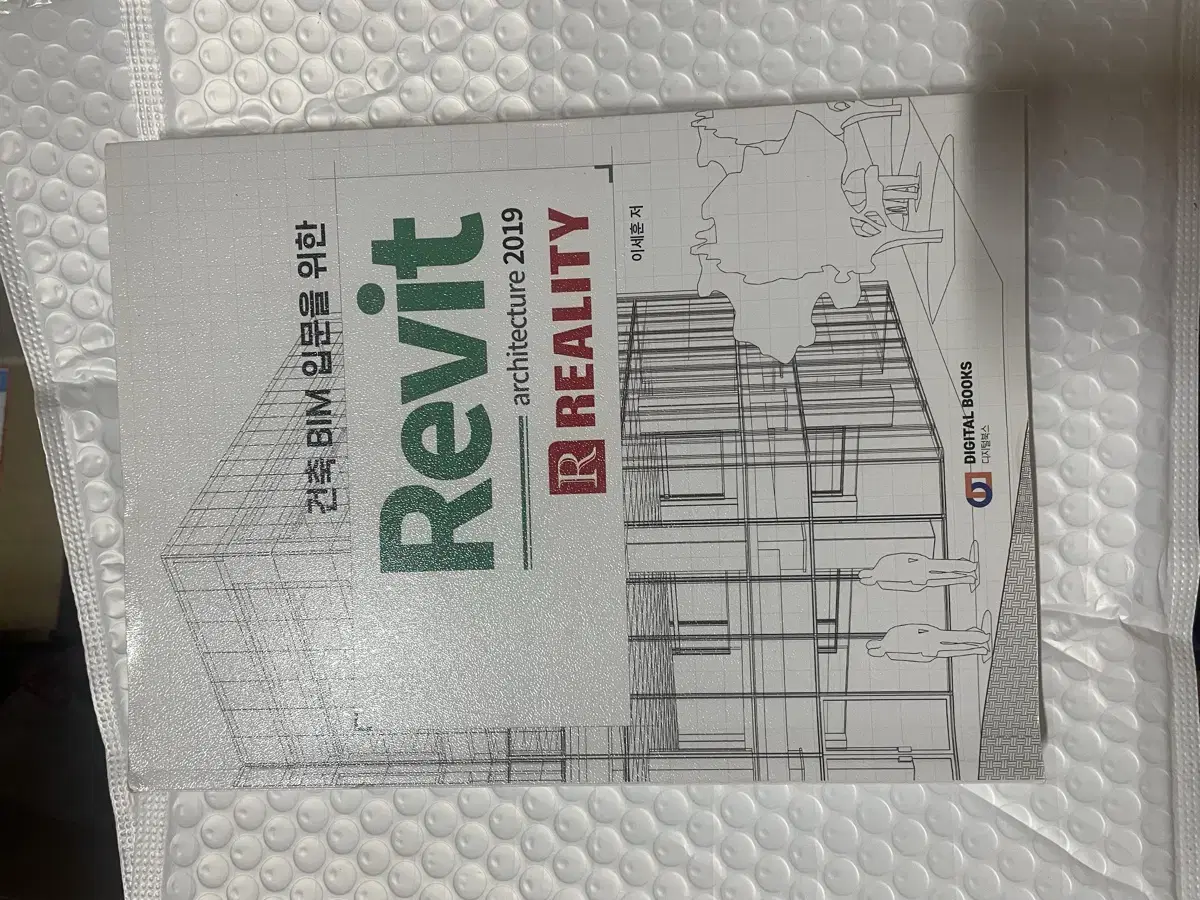 건축 BIM 입문을 위한
Revit
architecture 2019
R REALITY
이세훈 저
DIGITAL BOOKS
디지털북스